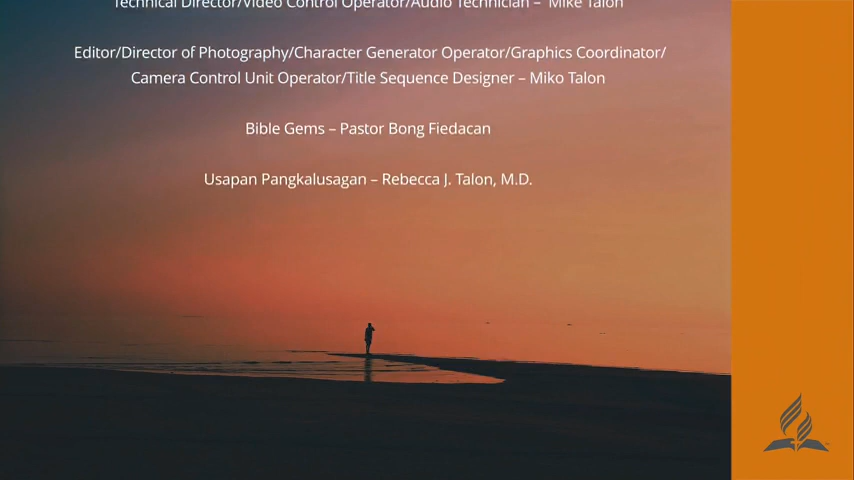 Technical Director/Video Control Operator/Audio Technician – Mike Talon
Editor/Director of Photography/Character Generator Operator/Graphics Coordinator/
Camera Control Unit Operator/Title Sequence Designer – Miko Talon
Bible Gems – Pastor Bong Fiedacan
Usapan Pangkalusagan – Rebecca J. Talon, M.D.